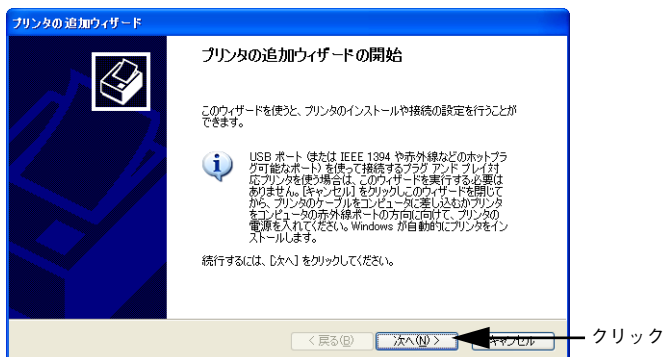 プリンタの追加ウィザード
プリンタの追加ウィザードの開始
このウィザードを使うと、プリンタのインストールや接続の設定を行うことが
できます。
USB ポート (または IEEE 1394 や赤外線などのホットプラ
グ可能なポート) を使って接続するプラグ アンド プレイ対
応プリンタを使う場合は、このウィザードを実行する必要は
ありません。[キャンセル] をクリックしこのウィザードを閉じて
から、プリンタのケーブルをコンピュータに差し込むかプリンタ
をコンピュータの赤外線ポートの方向に向けて、プリンタの
電源を入れてください。Windows が自動的にプリンタをイン
ストールします。
続行するには、[次へ] をクリックしてください。
< 戻る(B) 次へ(N) > キャンセル クリック